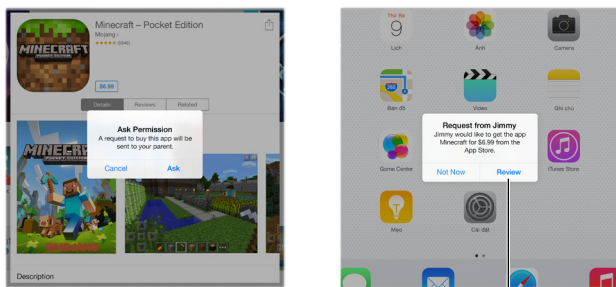 Minecraft – Pocket Edition
Mojang
$6.99
Details Reviews Related
MINECRAFT
POCKET EDITION
Ask Permission
A request to buy this app will be
sent to your parent.
Cancel Ask
MINECRAFT
MOJANG
Description
Thứ Ba
9
Lịch
Ảnh
Camera
Bản đồ
Video
Ghi chú
Request from Jimmy
Jimmy would like to get the app
Minecraft for $6.99 from the
App Store.
Not Now Review
Game Center
iTunes Store
Mẹo
Cài đặt